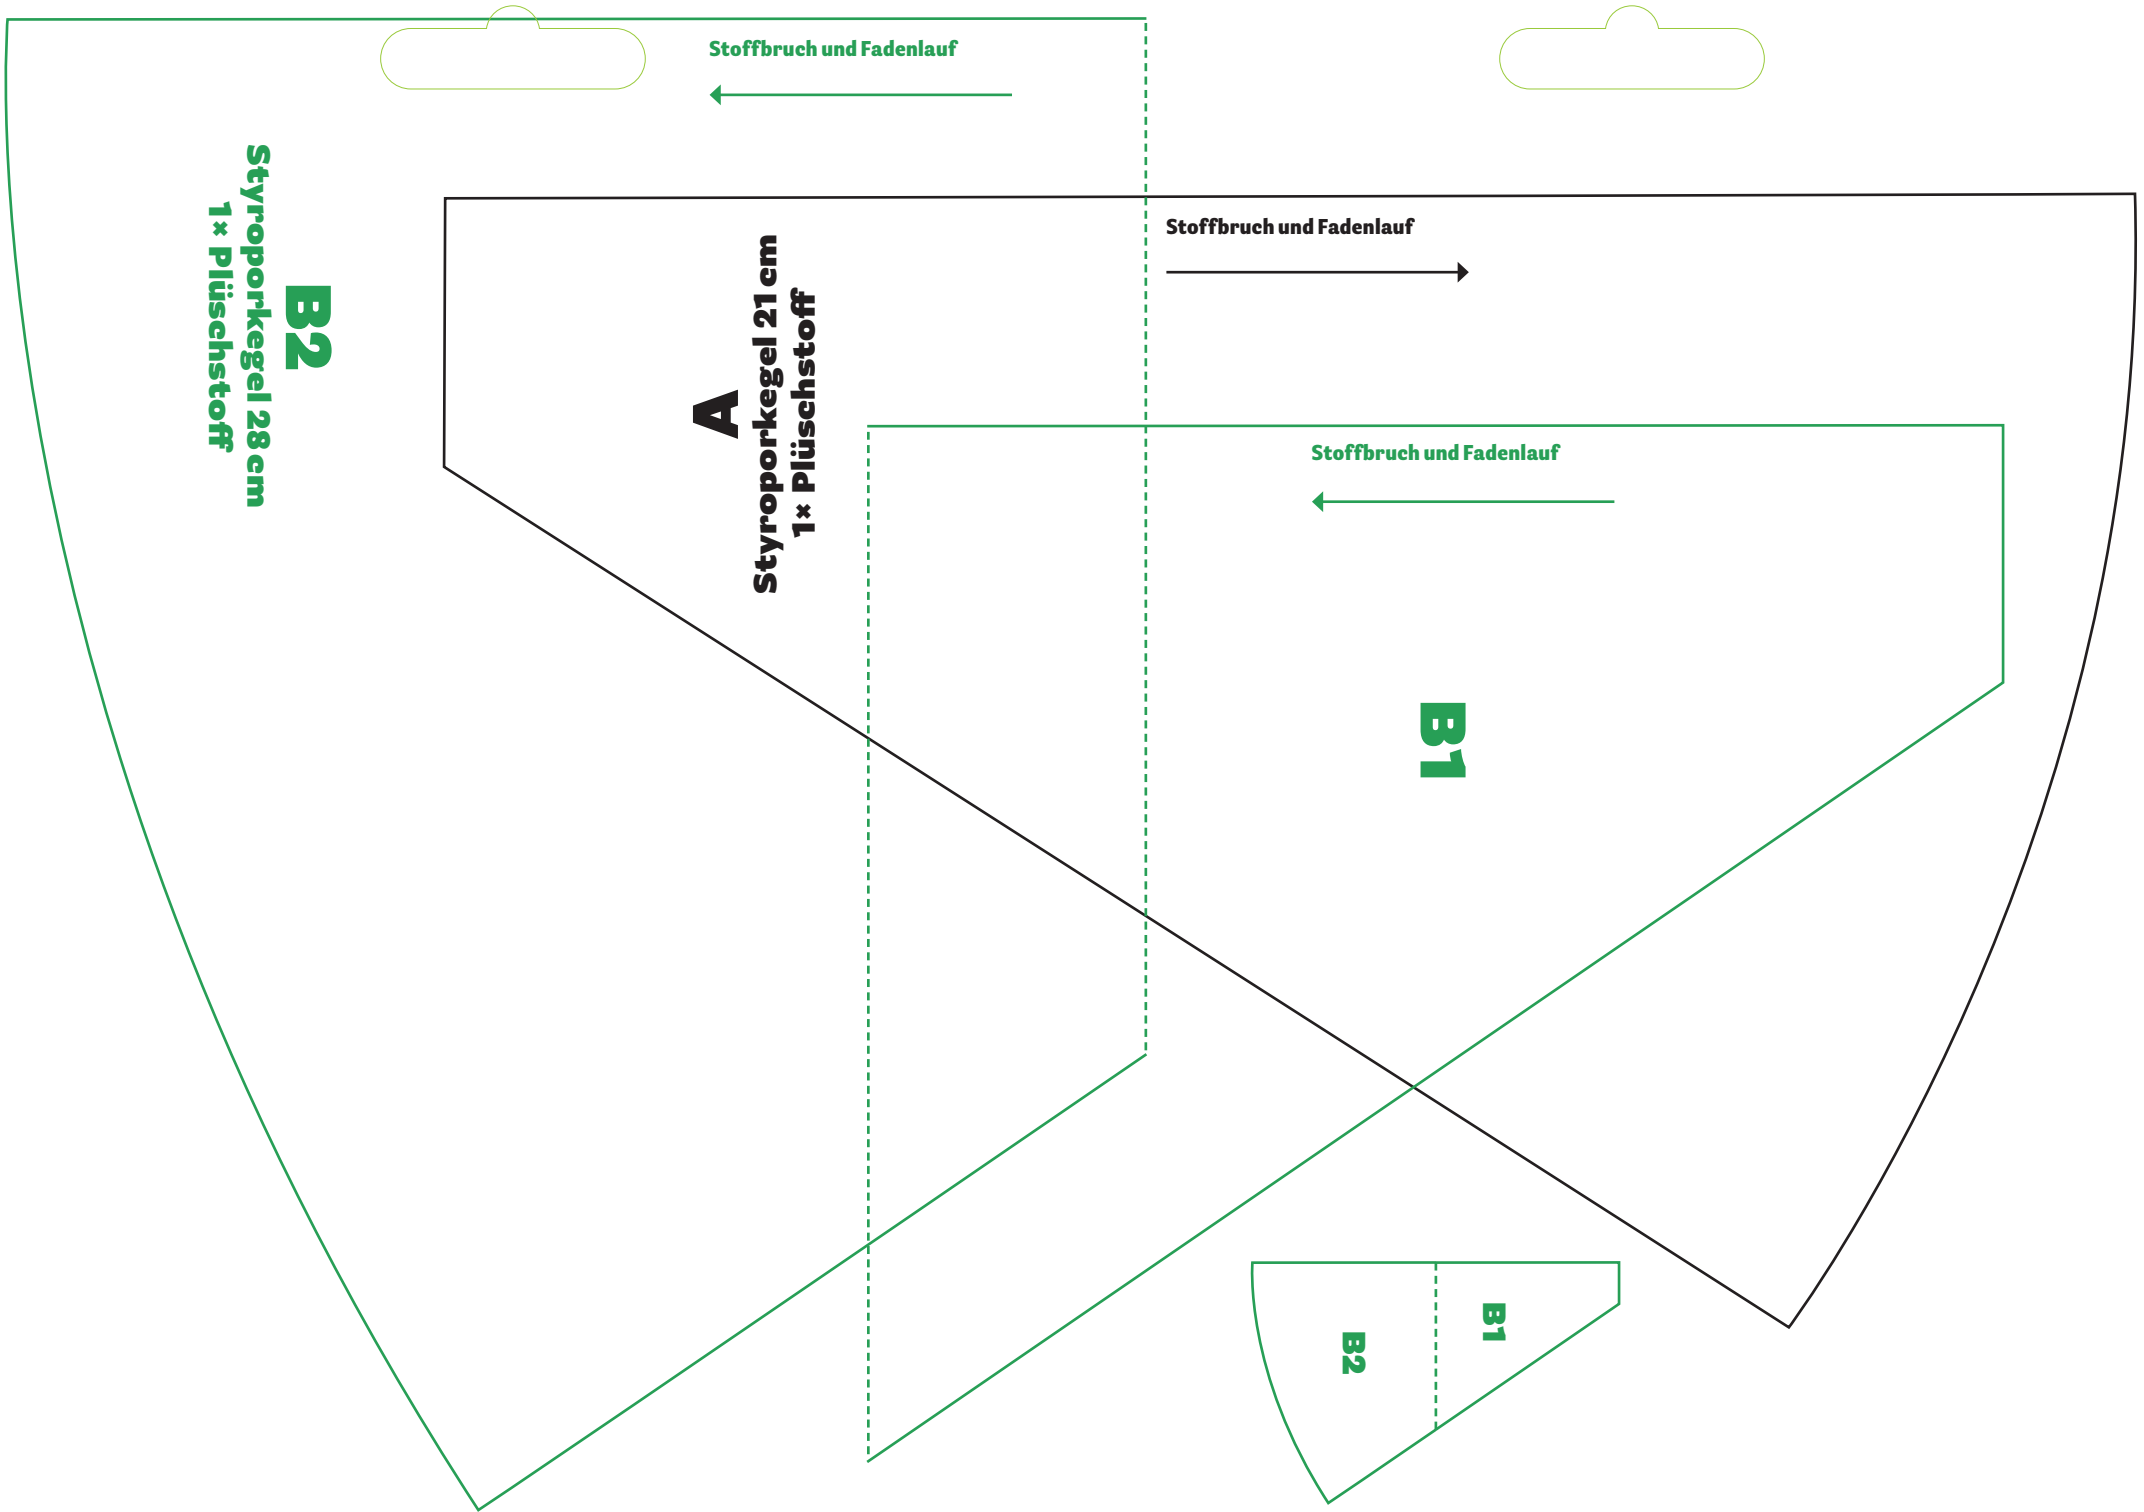 Stoffbruch und Fadenlauf
B2
Styroporkegel 28 cm
1× Plüschstoff
Stoffbruch und Fadenlauf
A
Styroporkegel 21 cm
1× Plüschstoff
Stoffbruch und Fadenlauf
B1
B2
B1